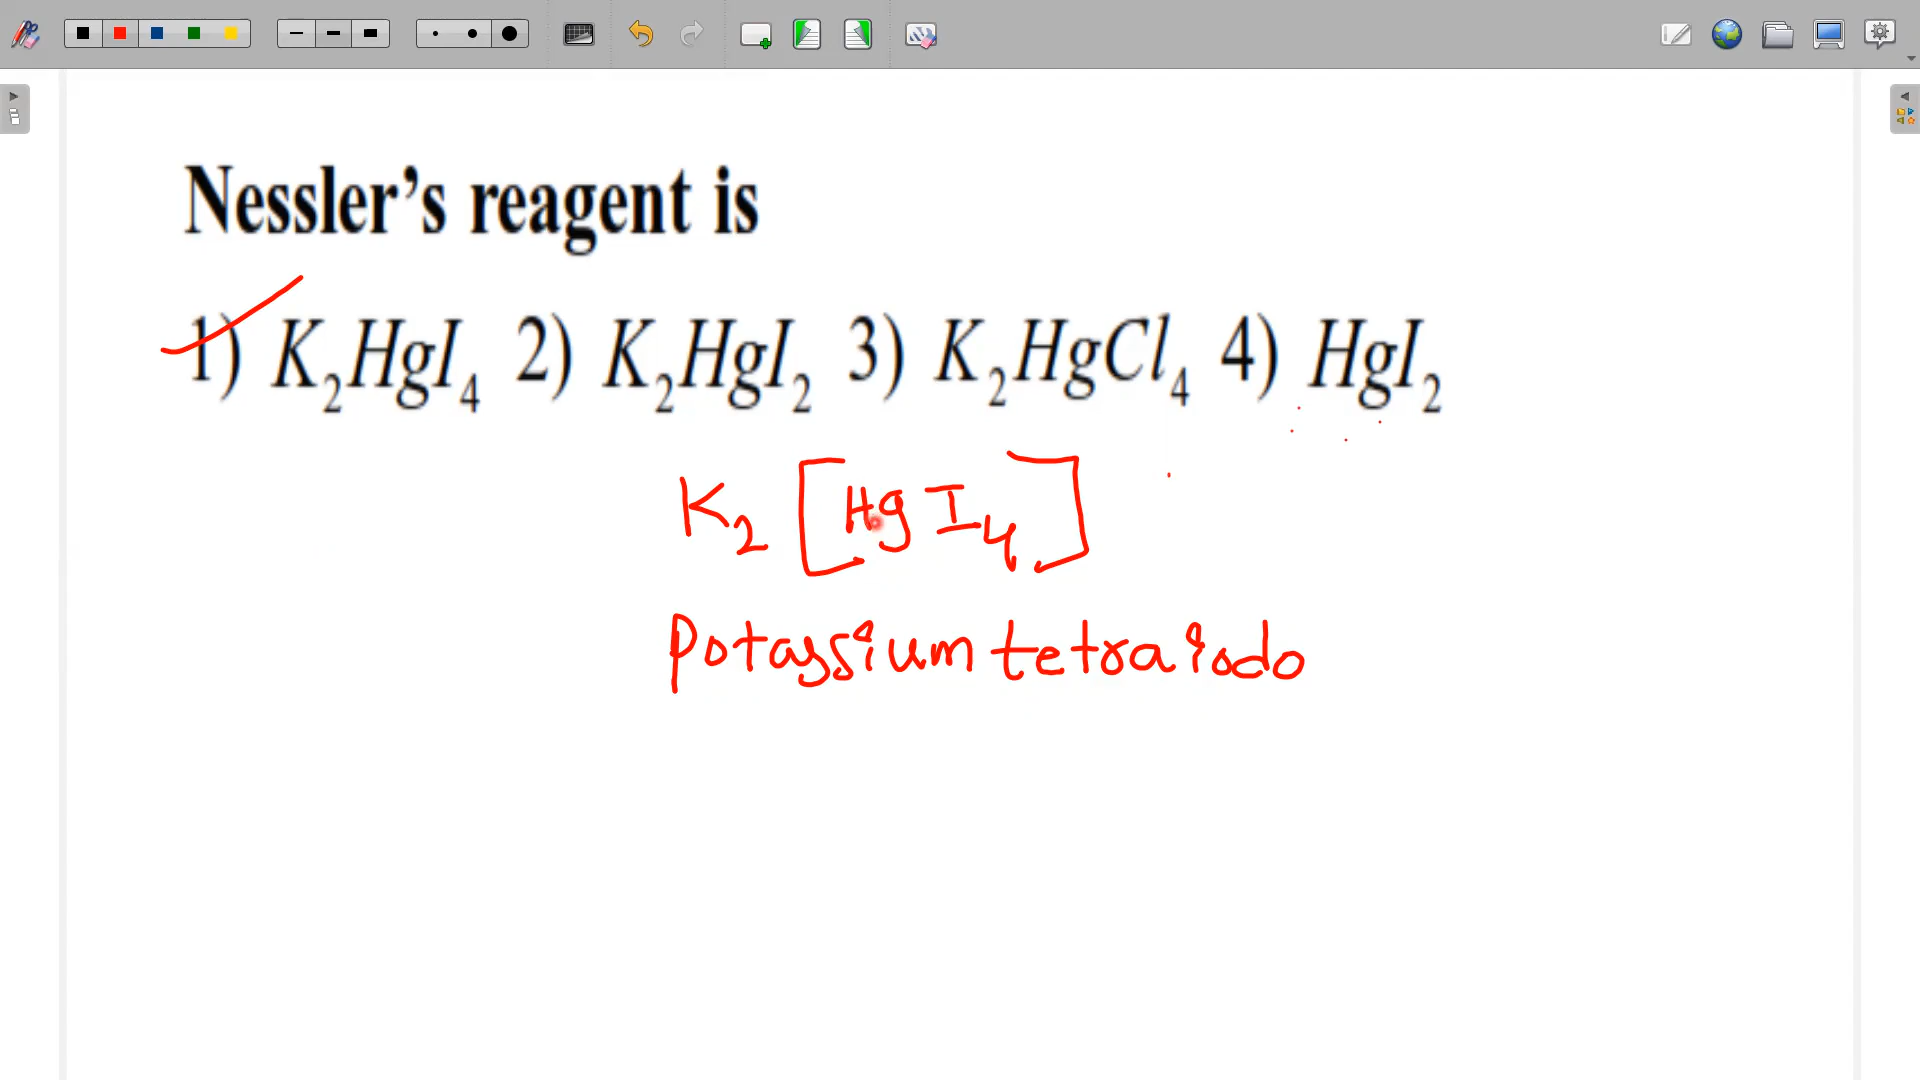 Nessler’s reagent is
1) K₂HgI₄ 2) K₂HgI₂ 3) K₂HgCl₄ 4) HgI₂
K₂ [HgI₄]
Potassium tetraiodo